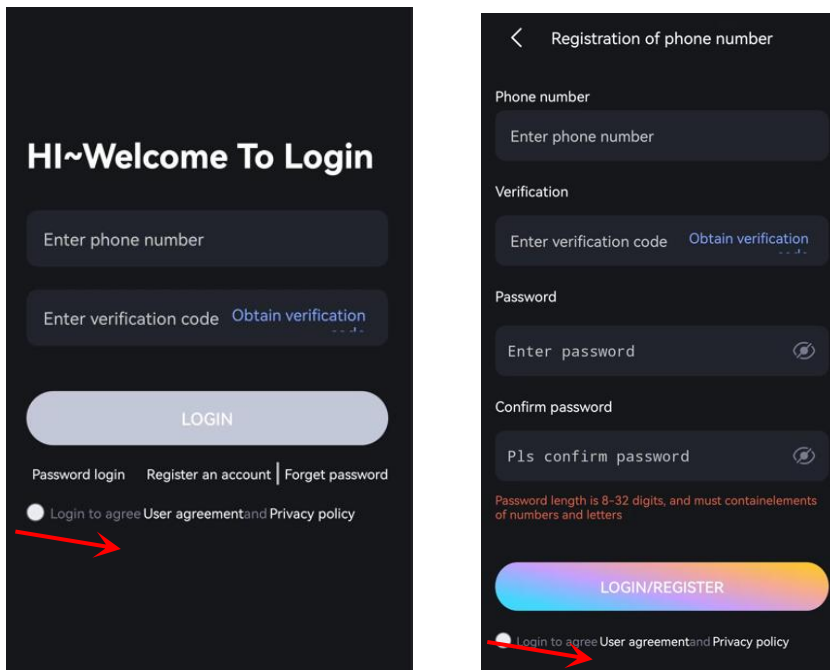 HI~Welcome To Login
Enter phone number
Enter verification code Obtain verification
LOGIN
Password login Register an account | Forget password
Login to agree User agreementand Privacy policy
Registration of phone number
Phone number
Enter phone number
Verification
Enter verification code Obtain verification
Password
Enter password
Confirm password
Pls confirm password
Password length is 8-32 digits, and must containelements
of numbers and letters
LOGIN/REGISTER
Login to agree User agreementand Privacy policy